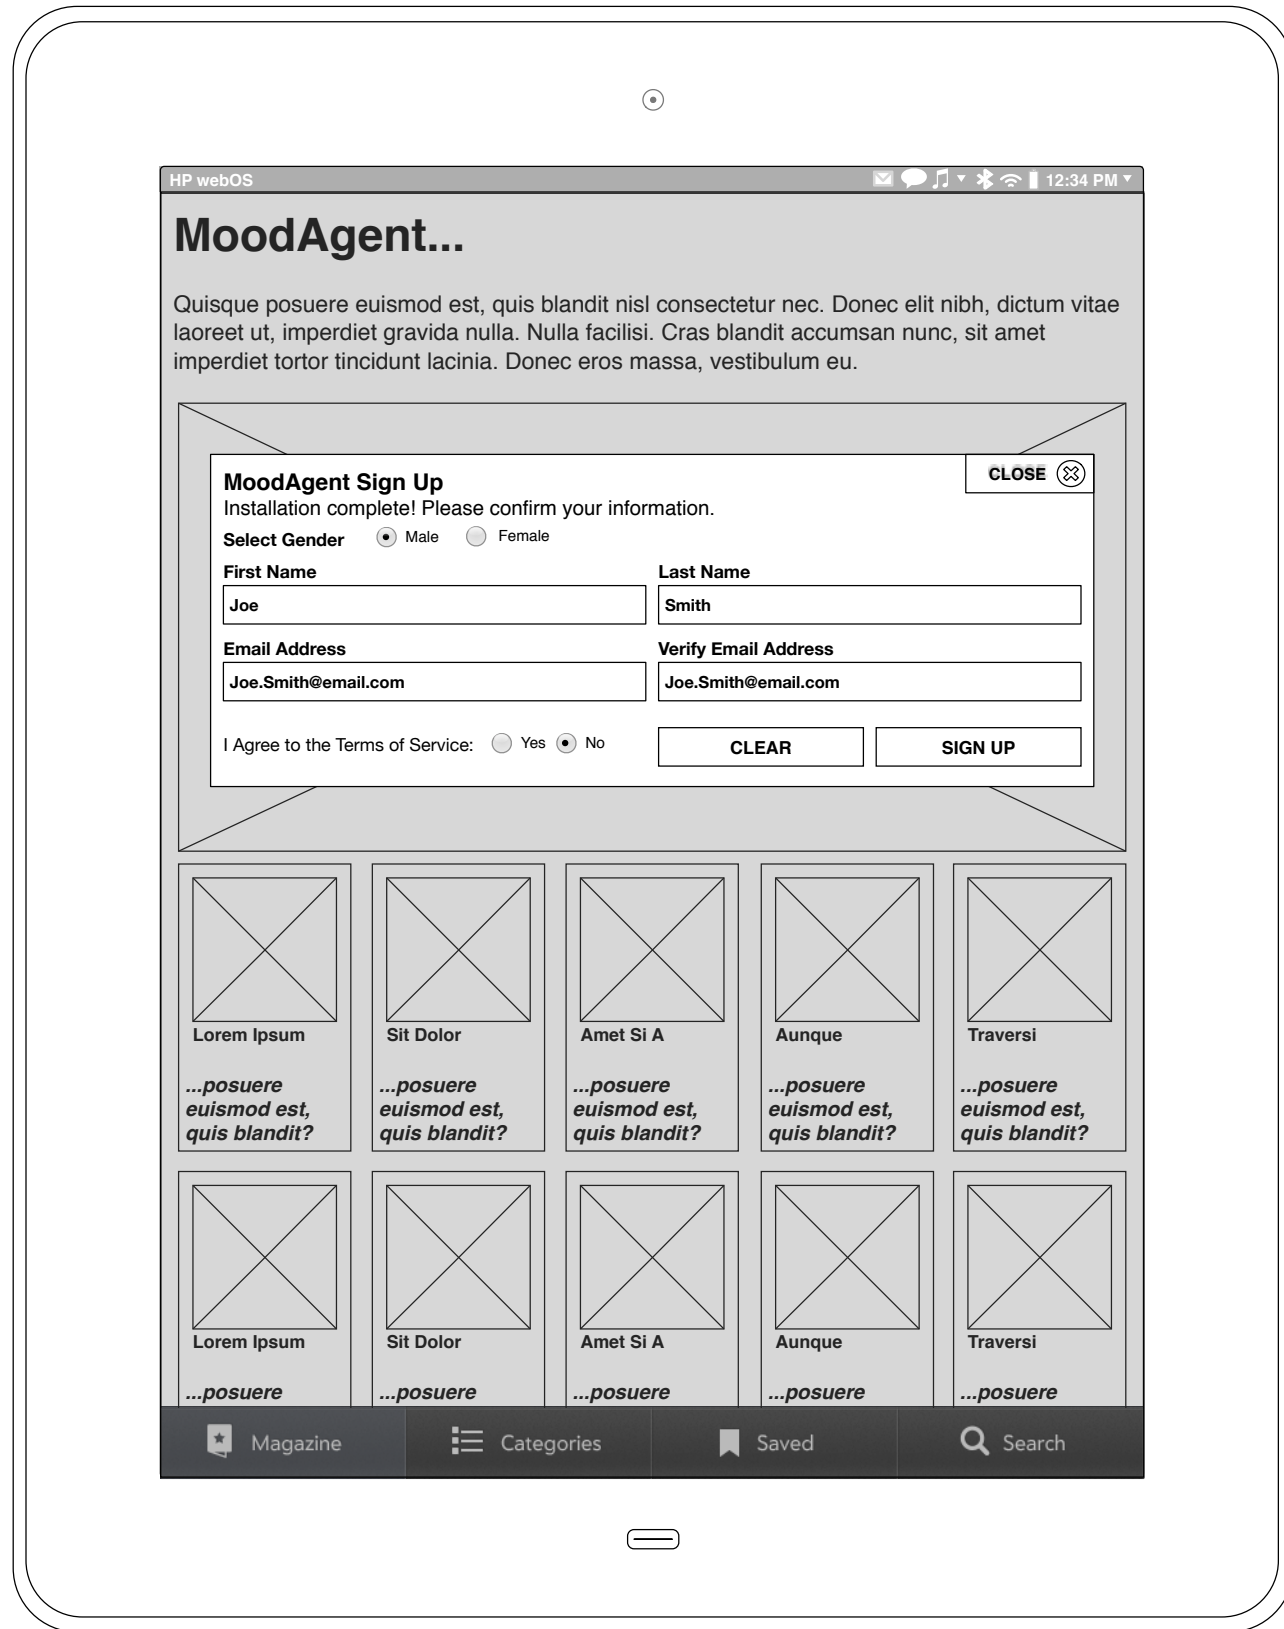 HP webOS 12:34 PM
MoodAgent...
Quisque posuere euismod est, quis blandit nisl consectetur nec. Donec elit nibh, dictum vitae
laoreet ut, imperdiet gravida nulla. Nulla facilisi. Cras blandit accumsan nunc, sit amet
imperdiet tortor tincidunt lacinia. Donec eros massa, vestibulum eu.
MoodAgent Sign Up
CLOSE
Installation complete! Please confirm your information.
Select Gender Male Female
First Name Last Name
Joe Smith
Email Address Verify Email Address
Joe.Smith@email.com Joe.Smith@email.com
I Agree to the Terms of Service: Yes No CLEAR SIGN UP
Lorem Ipsum Sit Dolor Amet Si A Aunque Traversi
...posuere ...posuere ...posuere ...posuere ...posuere
euismod est, euismod est, euismod est, euismod est, euismod est,
quis blandit? quis blandit? quis blandit? quis blandit? quis blandit?
Lorem Ipsum Sit Dolor Amet Si A Aunque Traversi
...posuere ...posuere ...posuere ...posuere ...posuere
Magazine Categories Saved Search